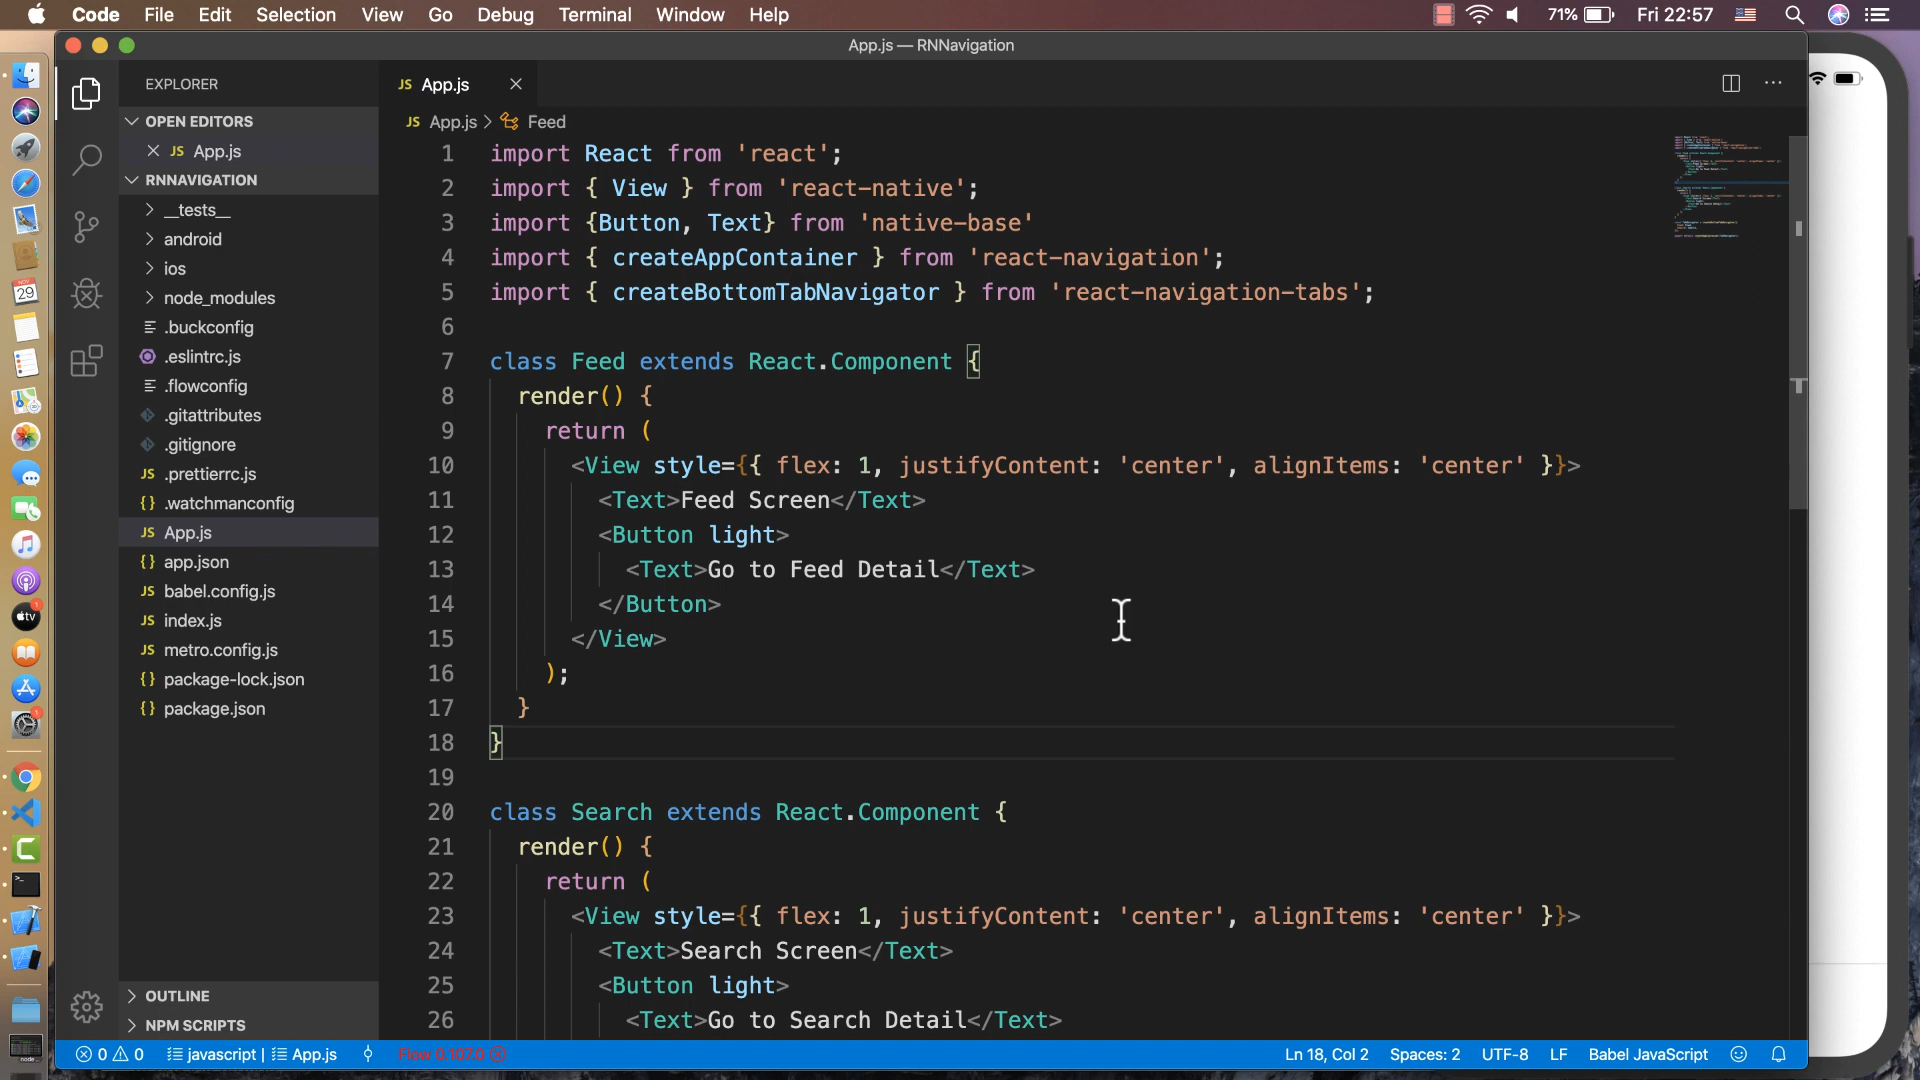 Code File Edit Selection View Go Debug Terminal Window Help 71% Fri 22:57
App.js — RNNavigation
EXPLORER
OPEN EDITORS
JS App.js
RNNAVIGATION
__tests__
android
ios
node_modules
.buckconfig
.eslintrc.js
.flowconfig
.gitattributes
.gitignore
JS .prettierrc.js
{} .watchmanconfig
JS App.js
{} app.json
JS babel.config.js
JS index.js
JS metro.config.js
{} package-lock.json
{} package.json
OUTLINE
NPM SCRIPTS
JS App.js
JS App.js > Feed
1 import React from 'react';
2 import { View } from 'react-native';
3 import {Button, Text} from 'native-base'
4 import { createAppContainer } from 'react-navigation';
5 import { createBottomTabNavigator } from 'react-navigation-tabs';
6
7 class Feed extends React.Component {
8 render() {
9 return (
10 <View style={{ flex: 1, justifyContent: 'center', alignItems: 'center' }}>
11 <Text>Feed Screen</Text>
12 <Button light>
13 <Text>Go to Feed Detail</Text>
14 </Button>
15 </View>
16 );
17 }
18 }
19
20 class Search extends React.Component {
21 render() {
22 return (
23 <View style={{ flex: 1, justifyContent: 'center', alignItems: 'center' }}>
24 <Text>Search Screen</Text>
25 <Button light>
26 <Text>Go to Search Detail</Text>
0 0 javascript | App.js Flow 0.107.0 Ln 18, Col 2 Spaces: 2 UTF-8 LF Babel JavaScript
NOV
29
tv
1
1